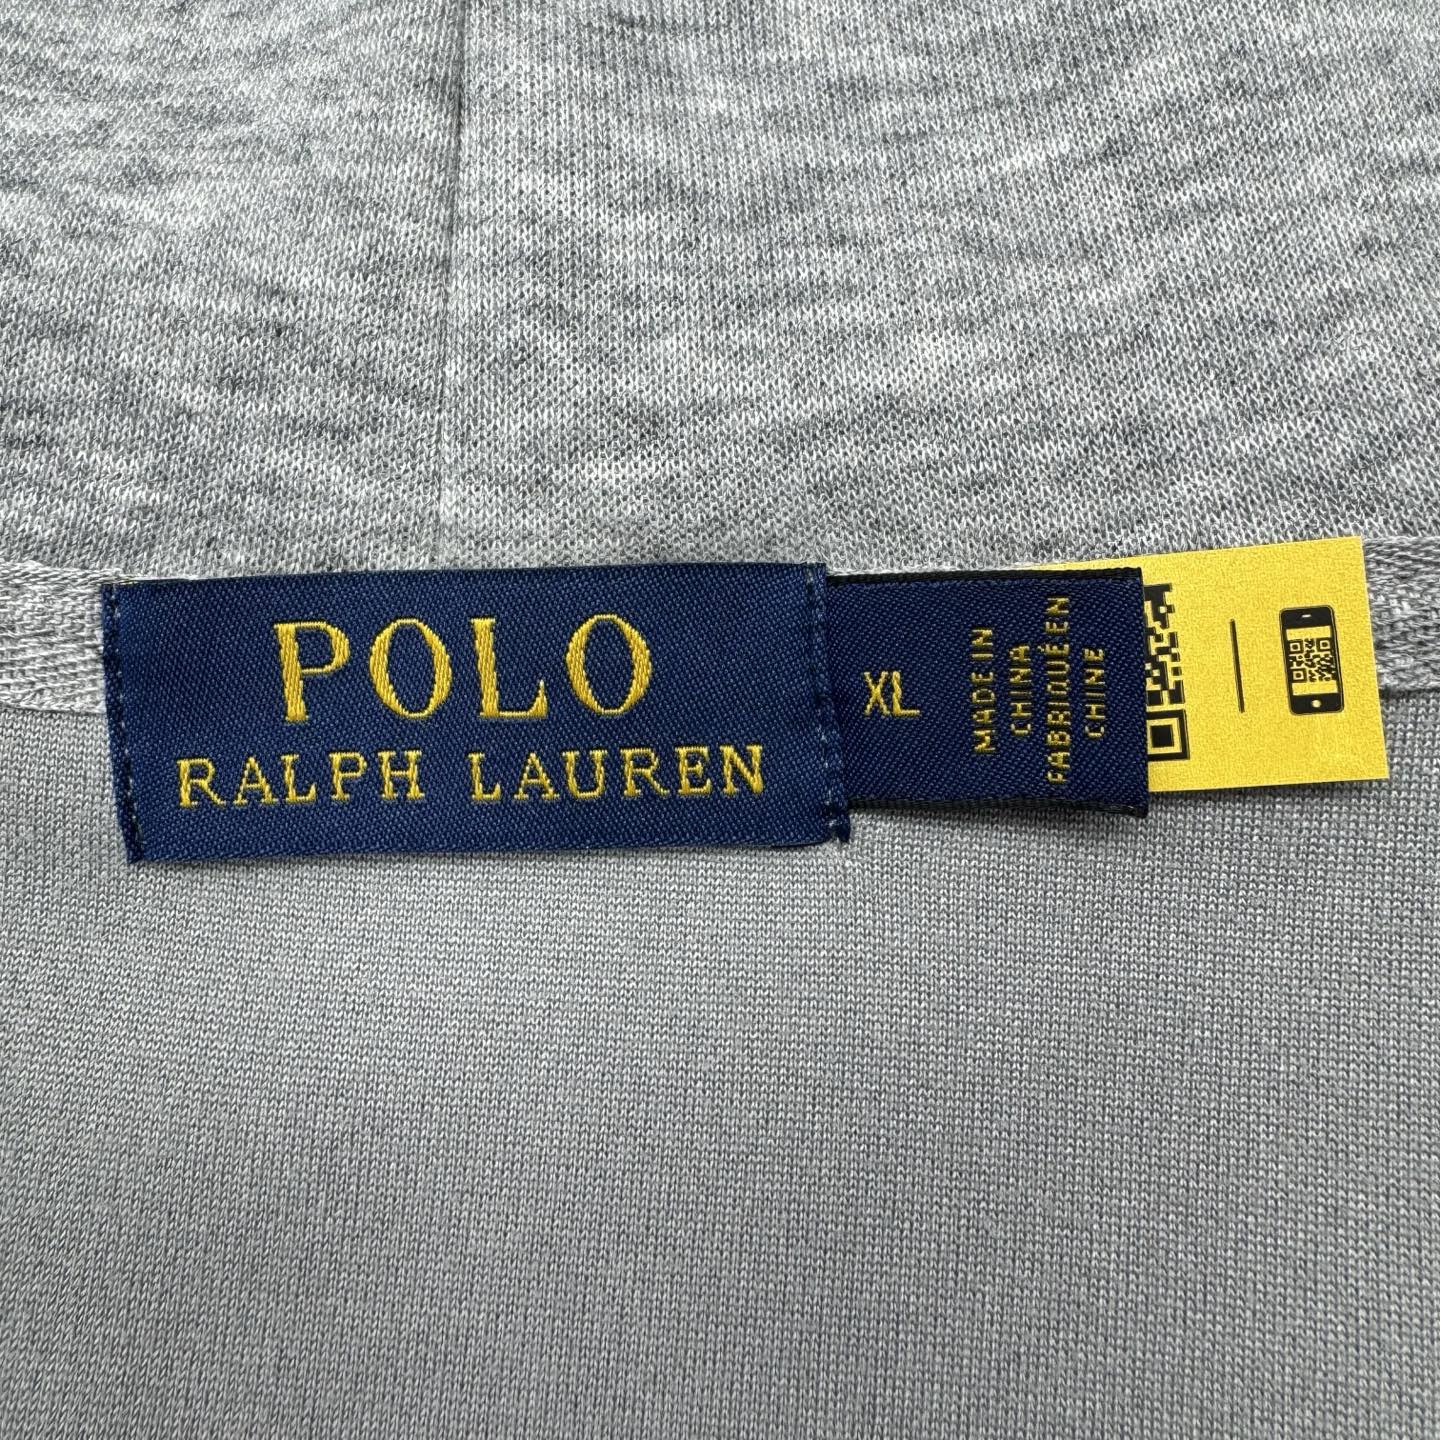 POLO
RALPH LAUREN
XL
MADE IN
CHINA
FABRIQUÉ EN
CHINE